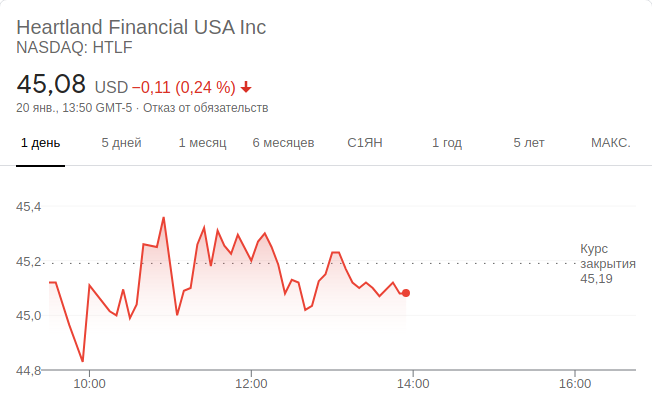 Heartland Financial USA Inc
NASDAQ: HTLF
45,08 USD −0,11 (0,24 %)
20 янв., 13:50 GMT-5 · Отказ от обязательств
1 день 5 дней 1 месяц 6 месяцев С1ЯН 1 год 5 лет МАКС.
45,4
Курс
45,2 закрытия
45,19
45,0
44,8
10:00 12:00 14:00 16:00